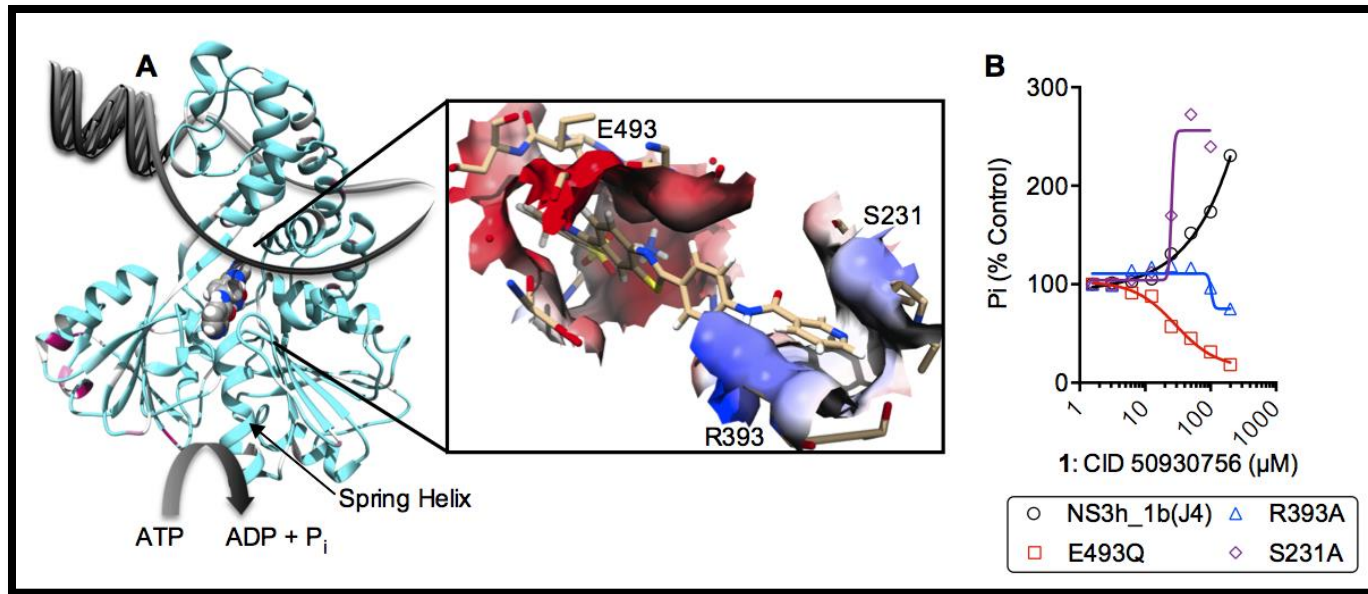 A
E493
S231
R393
Spring Helix
ATP
ADP + Pi
B
300
200
100
0
Pi (% Control)
1
10
100
1000
1: CID 50930756 (µM)
NS3h_1b(J4)
R393A
E493Q
S231A